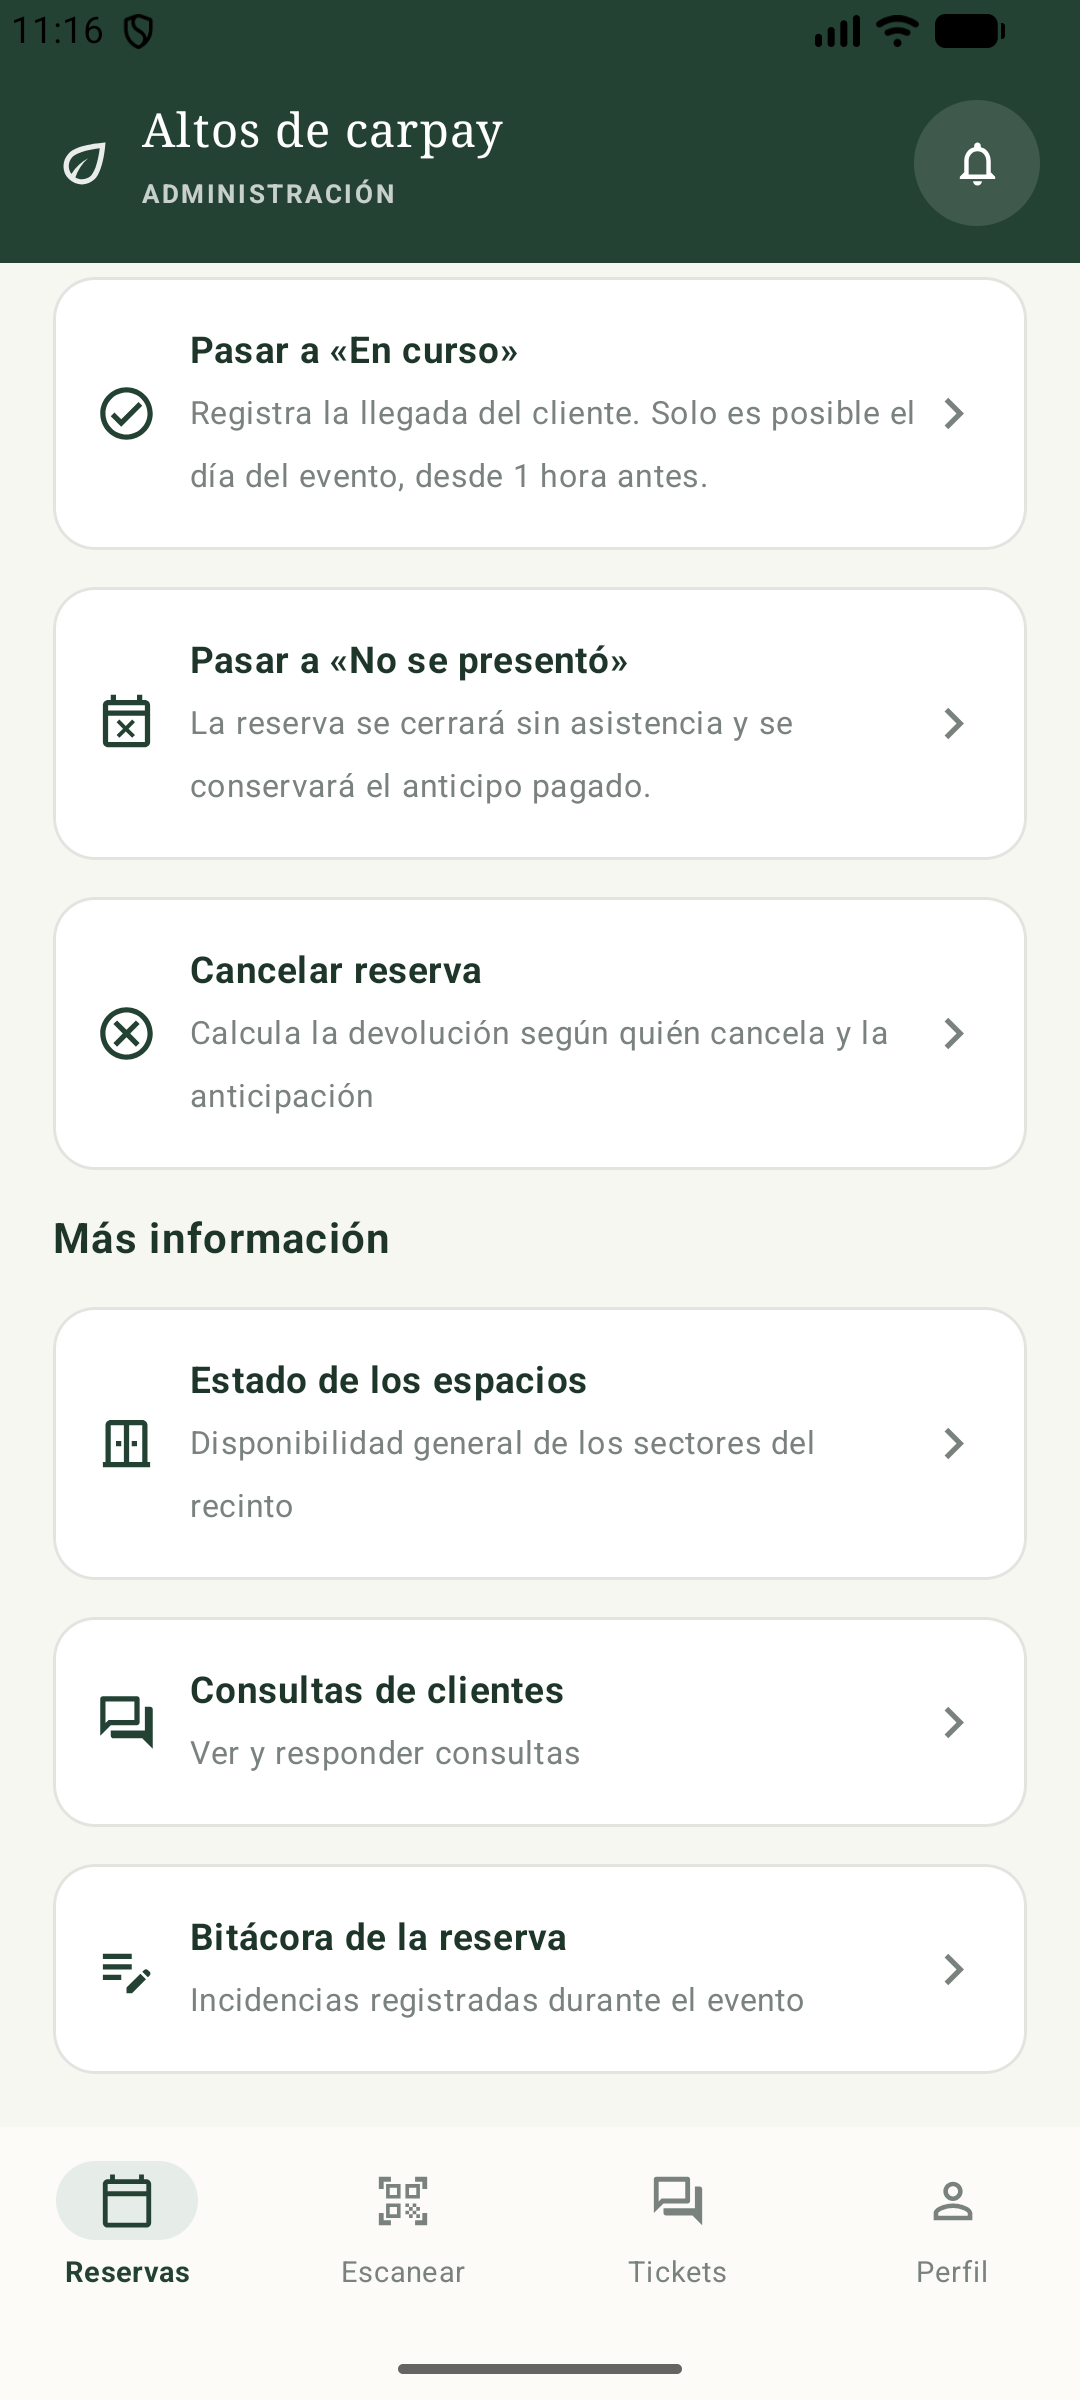 11:16
Altos de carpay
ADMINISTRACIÓN
Pasar a «En curso»
Registra la llegada del cliente. Solo es posible el
día del evento, desde 1 hora antes.
Pasar a «No se presentó»
La reserva se cerrará sin asistencia y se
conservará el anticipo pagado.
Cancelar reserva
Calcula la devolución según quién cancela y la
anticipación
Más información
Estado de los espacios
Disponibilidad general de los sectores del
recinto
Consultas de clientes
Ver y responder consultas
Bitácora de la reserva
Incidencias registradas durante el evento
Reservas
Escanear
Tickets
Perfil